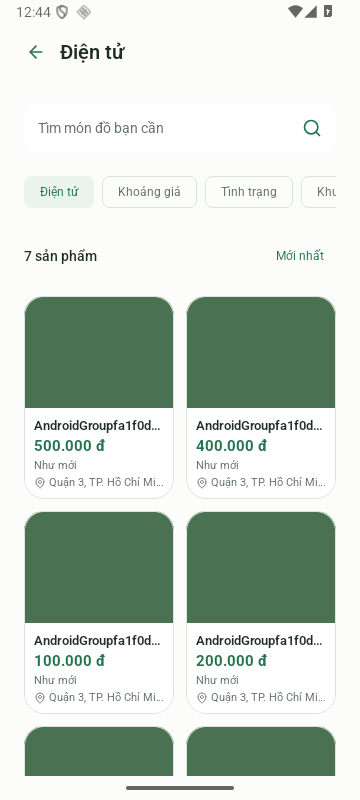 12:44
Điện tử
Tìm món đồ bạn cần
Điện tử
Khoảng giá
Tình trạng
Khu
7 sản phẩm
Mới nhất
AndroidGroupfa1f0d...
500.000 đ
Như mới
Quận 3, TP. Hồ Chí Mi...
AndroidGroupfa1f0d...
400.000 đ
Như mới
Quận 3, TP. Hồ Chí Mi...
AndroidGroupfa1f0d...
100.000 đ
Như mới
Quận 3, TP. Hồ Chí Mi...
AndroidGroupfa1f0d...
200.000 đ
Như mới
Quận 3, TP. Hồ Chí Mi...